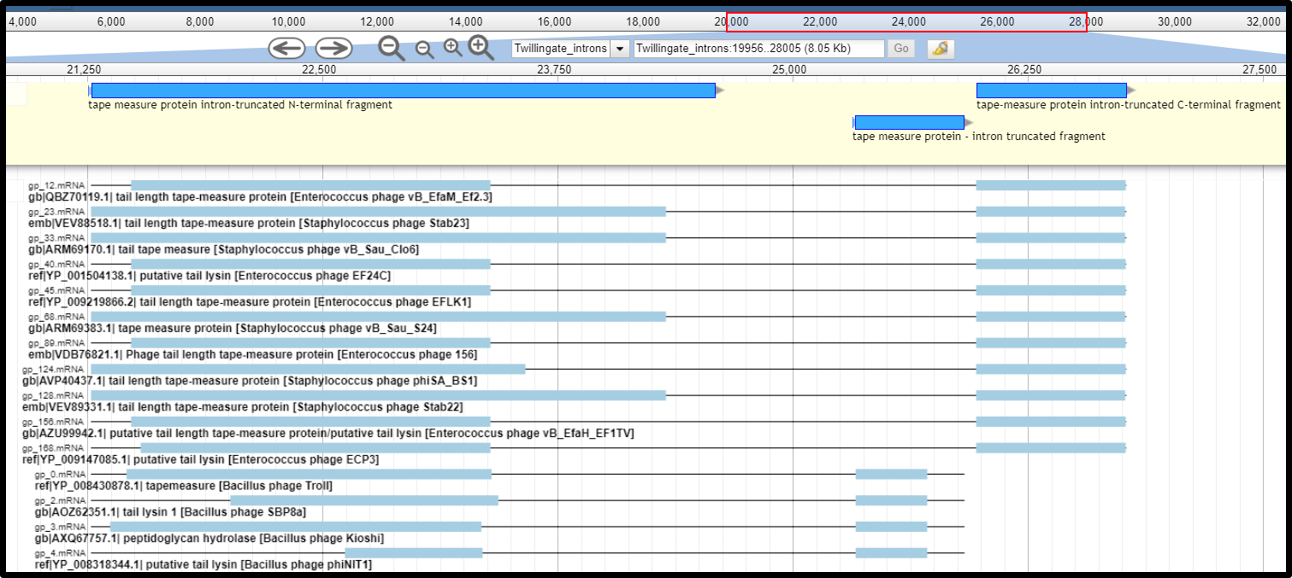 4,000 6,000 8,000 10,000 12,000 14,000 16,000 18,000 20,000 22,000 24,000 26,000 28,000 30,000 32,000
Twillingate_introns Twillingate_introns:19956..28005 (8.05 Kb) Go
21,250 22,500 23,750 25,000 26,250 27,500
tape measure protein intron-truncated N-terminal fragment tape-measure protein intron-truncated C-terminal fragment
tape measure protein - intron truncated fragment
gp_12.mRNA
gb|QBZ70119.1| tail length tape-measure protein [Enterococcus phage vB_EfaM_Ef2.3]
gp_23.mRNA
emb|VEV88518.1| tail length tape-measure protein [Staphylococcus phage Stab23]
gp_33.mRNA
gb|ARM69170.1| tail tape measure [Staphylococcus phage vB_Sau_Clo6]
gp_40.mRNA
ref|YP_001504138.1| putative tail lysin [Enterococcus phage EF24C]
gp_45.mRNA
ref|YP_009219866.2| tail length tape-measure protein [Enterococcus phage EFLK1]
gp_68.mRNA
gb|ARM69383.1| tape measure protein [Staphylococcus phage vB_Sau_S24]
gp_89.mRNA
emb|VDB76821.1| Phage tail length tape-measure protein [Enterococcus phage 156]
gp_124.mRNA
gb|AVP40437.1| tail length tape-measure protein [Staphylococcus phage phiSA_BS1]
gp_128.mRNA
emb|VEV89331.1| tail length tape-measure protein [Staphylococcus phage Stab22]
gp_156.mRNA
gb|AZU99942.1| putative tail length tape-measure protein/putative tail lysin [Enterococcus phage vB_EfaH_EF1TV]
gp_168.mRNA
ref|YP_009147085.1| putative tail lysin [Enterococcus phage ECP3]
gp_0.mRNA
ref|YP_008430878.1| tapemeasure [Bacillus phage Troll]
gp_2.mRNA
gb|AOZ62351.1| tail lysin 1 [Bacillus phage SBP8a]
gp_3.mRNA
gb|AXQ67757.1| peptidoglycan hydrolase [Bacillus phage Kioshi]
gp_4.mRNA
ref|YP_008318344.1| putative tail lysin [Bacillus phage phiNIT1]